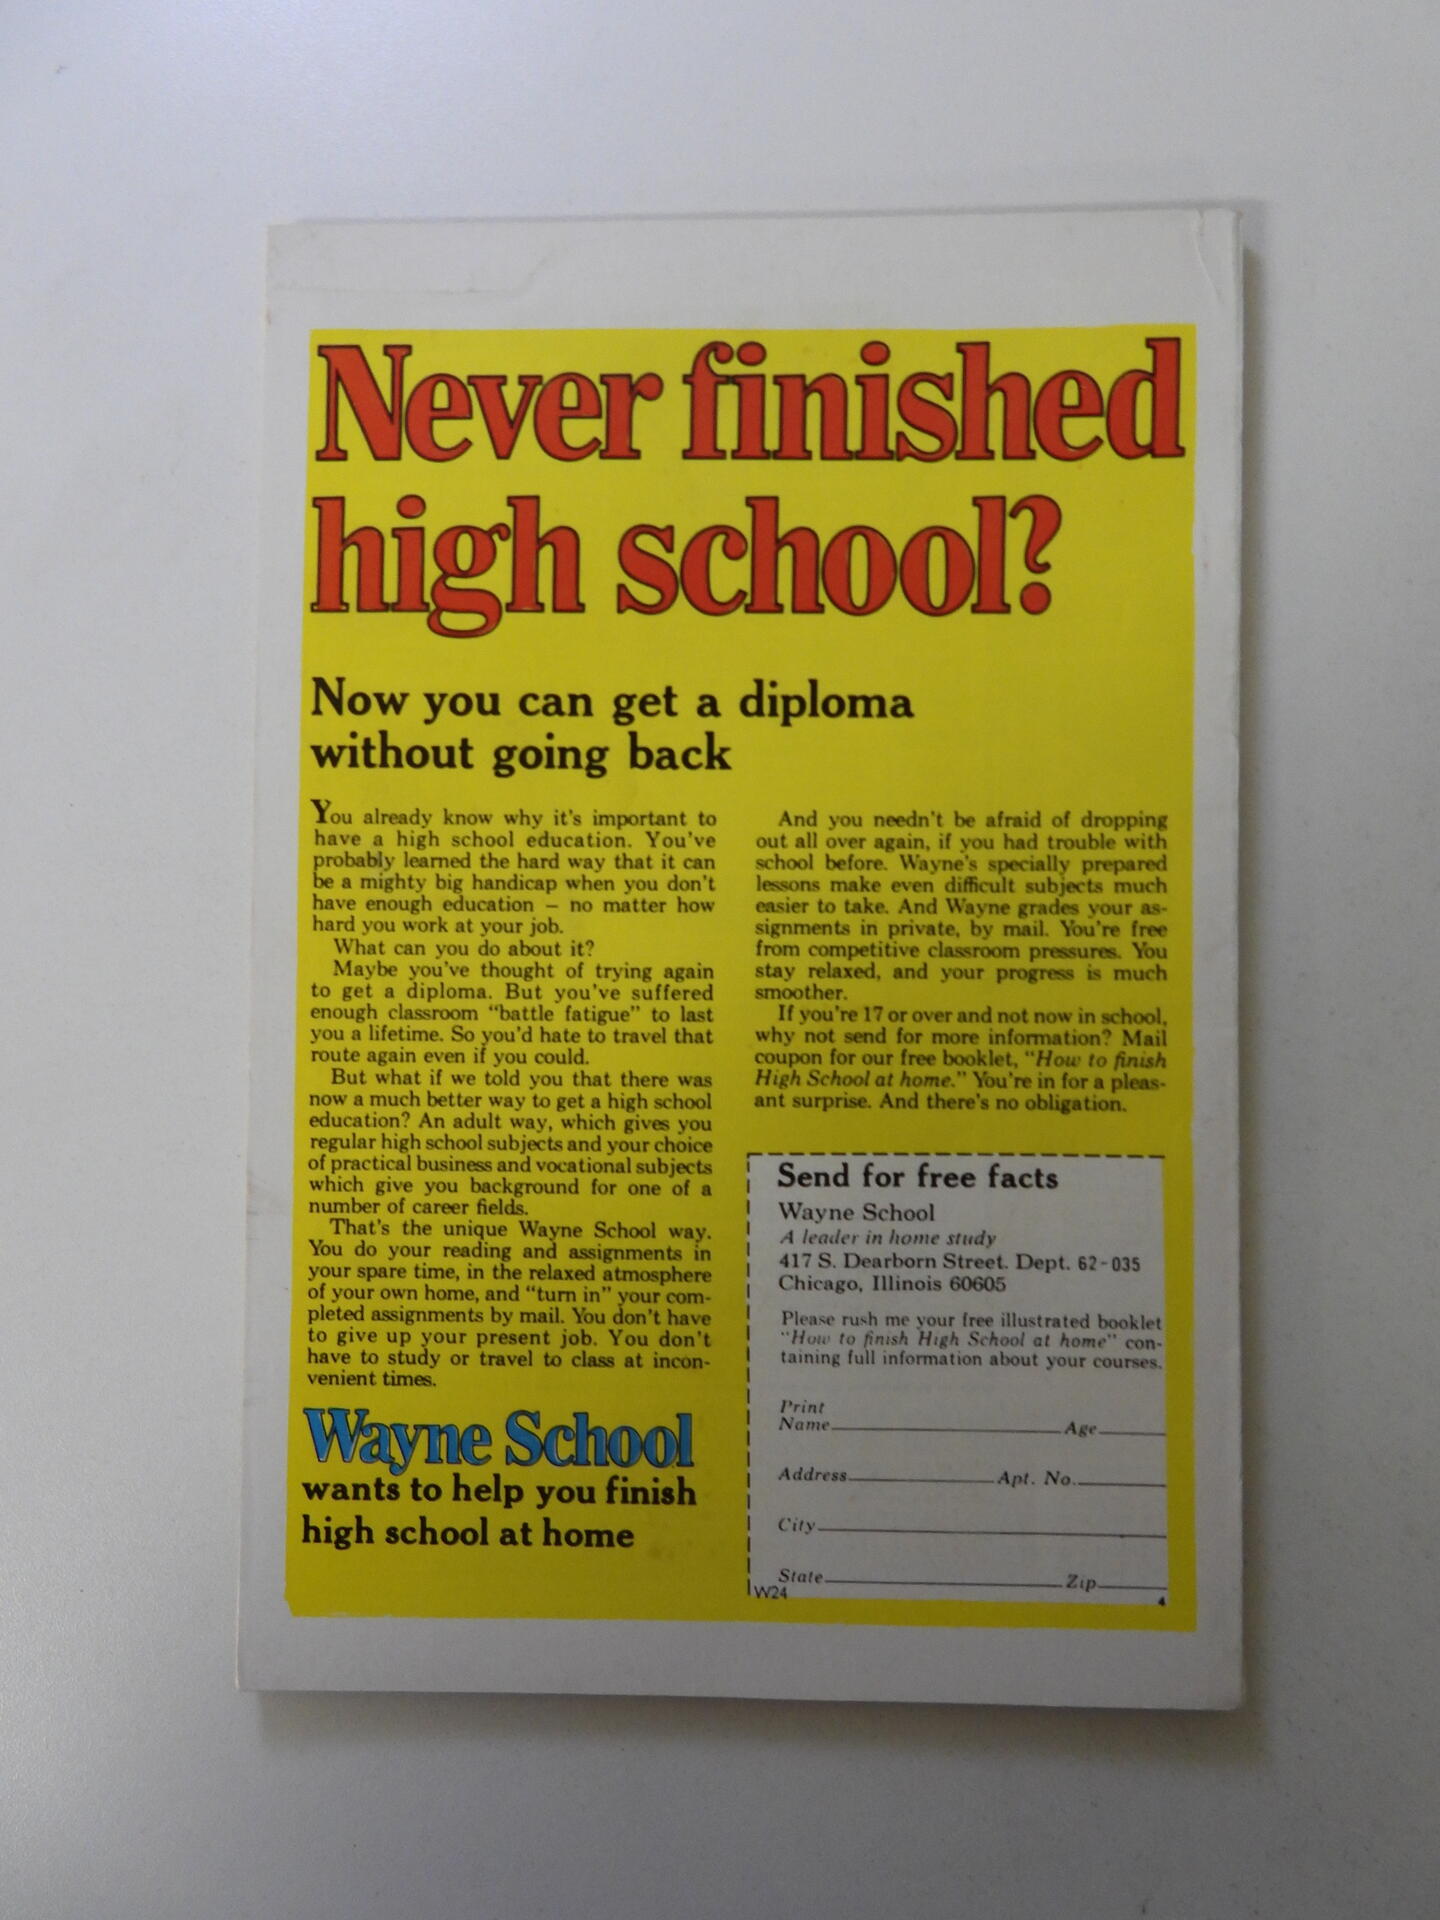 Never finished
high school?
Now you can get a diploma
without going back
You already know why it's important to
have a high school education. You've
probably learned the hard way that it can
be a mighty big handicap when you don't
have enough education – no matter how
hard you work at your job.
What can you do about it?
Maybe you've thought of trying again
to get a diploma. But you've suffered
enough classroom "battle fatigue" to last
you a lifetime. So you'd hate to travel that
route again even if you could.
But what if we told you that there was
now a much better way to get a high school
education? An adult way, which gives you
regular high school subjects and your choice
of practical business and vocational subjects
which give you background for one of a
number of career fields.
That's the unique Wayne School way.
You do your reading and assignments in
your spare time, in the relaxed atmosphere
of your own home, and "turn in" your com-
pleted assignments by mail. You don't have
to give up your present job. You don't
have to study or travel to class at incon-
venient times.
Wayne School
wants to help you finish
high school at home
And you needn't be afraid of dropping
out all over again, if you had trouble with
school before. Wayne's specially prepared
lessons make even difficult subjects much
easier to take. And Wayne grades your as-
signments in private, by mail. You're free
from competitive classroom pressures. You
stay relaxed, and your progress is much
smoother.
If you're 17 or over and not now in school,
why not send for more information? Mail
coupon for our free booklet, "How to finish
High School at home." You're in for a pleas-
ant surprise. And there's no obligation.
Send for free facts
Wayne School
A leader in home study
417 S. Dearborn Street. Dept. 62-035
Chicago, Illinois 60605
Please rush me your free illustrated booklet
"How to finish High School at home" con-
taining full information about your courses.
Print
Name Age
Address Apt. No.
City
State Zip
W24 4